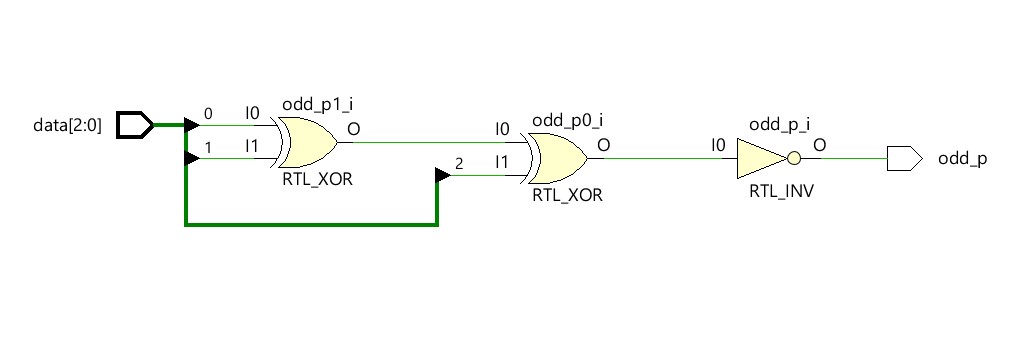 data[2:0]
0
1
I0
I1
odd_p1_i
O
RTL_XOR
2
I0
I1
odd_p0_i
O
RTL_XOR
I0
odd_p_i
O
RTL_INV
odd_p